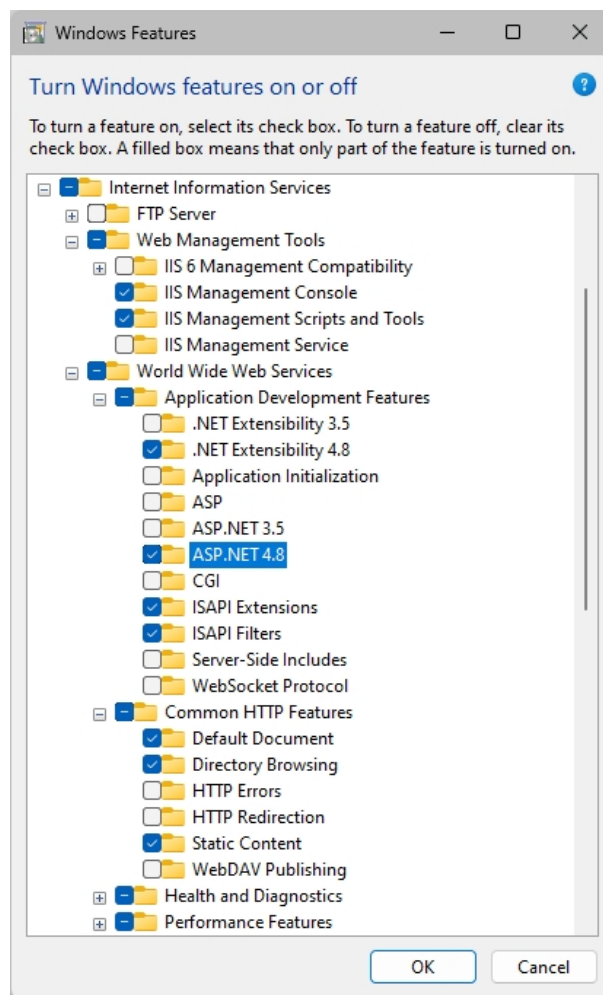 Windows Features
Turn Windows features on or off
?
To turn a feature on, select its check box. To turn a feature off, clear its
check box. A filled box means that only part of the feature is turned on.
Internet Information Services
FTP Server
Web Management Tools
IIS 6 Management Compatibility
IIS Management Console
IIS Management Scripts and Tools
IIS Management Service
World Wide Web Services
Application Development Features
.NET Extensibility 3.5
.NET Extensibility 4.8
Application Initialization
ASP
ASP.NET 3.5
ASP.NET 4.8
CGI
ISAPI Extensions
ISAPI Filters
Server-Side Includes
WebSocket Protocol
Common HTTP Features
Default Document
Directory Browsing
HTTP Errors
HTTP Redirection
Static Content
WebDAV Publishing
Health and Diagnostics
Performance Features
OK Cancel